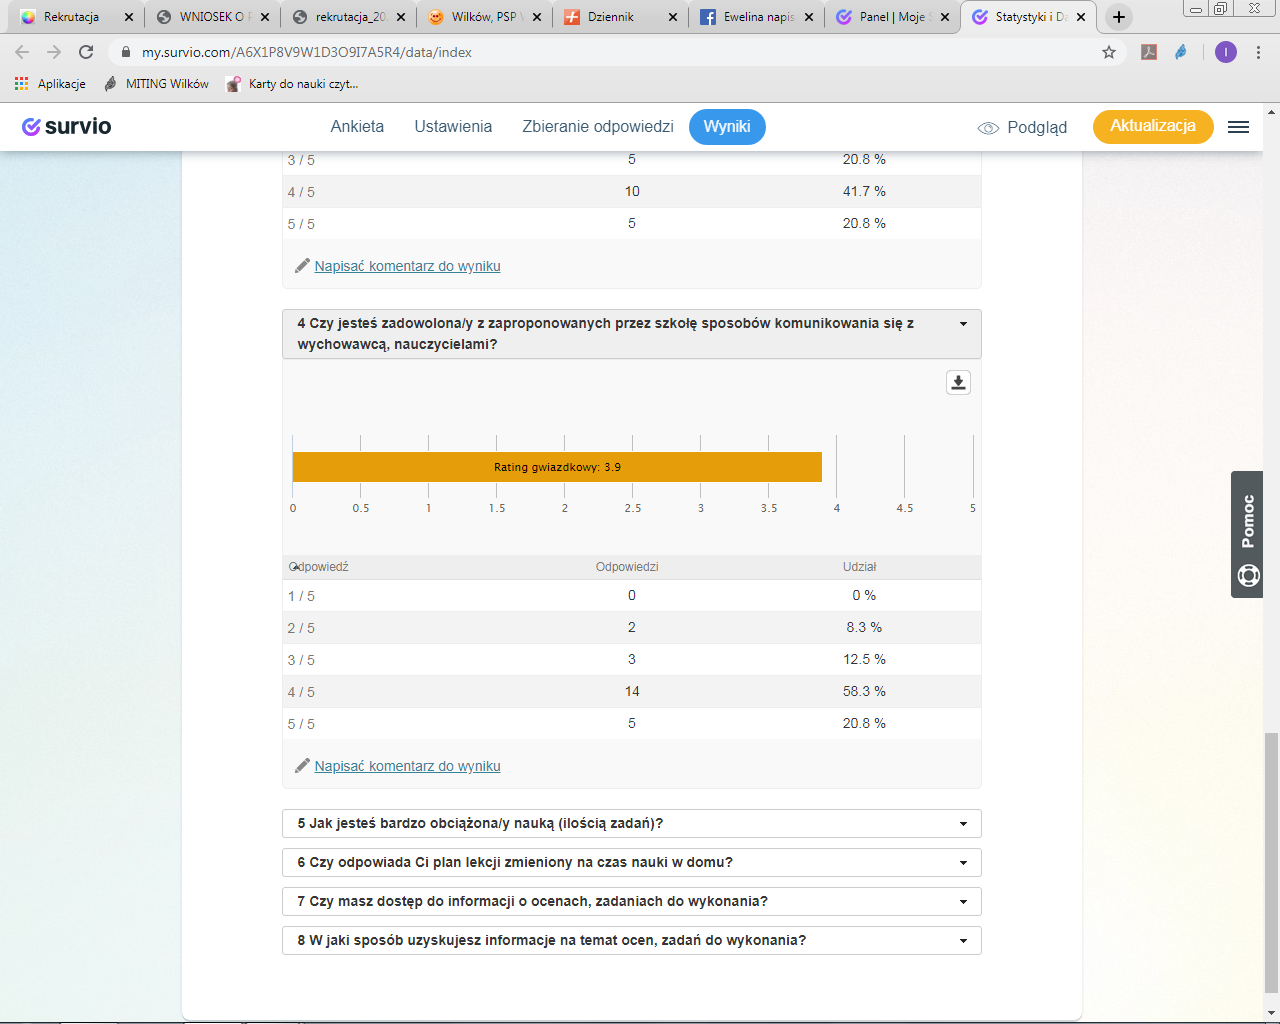 Rekrutacja
WNIOSEK O
rekrutacja_20
Wilków, PSP
Dziennik
Ewelina napis
Panel | Moje
Statystyki i Da
my.survio.com/A6X1P8V9W1D3O9I7A5R4/data/index
I
Aplikacje
MITING Wilków
Karty do nauki czyt...
survio
Ankieta
Ustawienia
Zbieranie odpowiedzi
Wyniki
Podgląd
Aktualizacja
3 / 5 5 20.8 %
4 / 5 10 41.7 %
5 / 5 5 20.8 %
Napisać komentarz do wyniku
4 Czy jesteś zadowolona/y z zaproponowanych przez szkołę sposobów komunikowania się z
wychowawcą, nauczycielami?
Rating gwiazdkowy: 3.9
0 0.5 1 1.5 2 2.5 3 3.5 4 4.5 5
Odpowiedź Odpowiedzi Udział
1 / 5 0 0 %
2 / 5 2 8.3 %
3 / 5 3 12.5 %
4 / 5 14 58.3 %
5 / 5 5 20.8 %
Napisać komentarz do wyniku
5 Jak jesteś bardzo obciążona/y nauką (ilością zadań)?
6 Czy odpowiada Ci plan lekcji zmieniony na czas nauki w domu?
7 Czy masz dostęp do informacji o ocenach, zadaniach do wykonania?
8 W jaki sposób uzyskujesz informacje na temat ocen, zadań do wykonania?
Pomoc